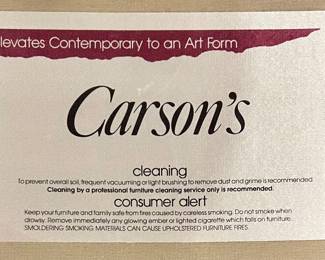 levates Contemporary to an Art Form
Carson's
cleaning
To prevent overall soil, frequent vacuuming or light brushing to remove dust and grime is recommended.
Cleaning by a professional furniture cleaning service only is recommended.
consumer alert
Keep your furniture and family safe from fires caused by careless smoking. Do not smoke when
drowsy. Remove immediately any glowing ember or lighted cigarette which falls on furniture.
SMOLDERING SMOKING MATERIALS CAN CAUSE UPHOLSTERED FURNITURE FIRES.